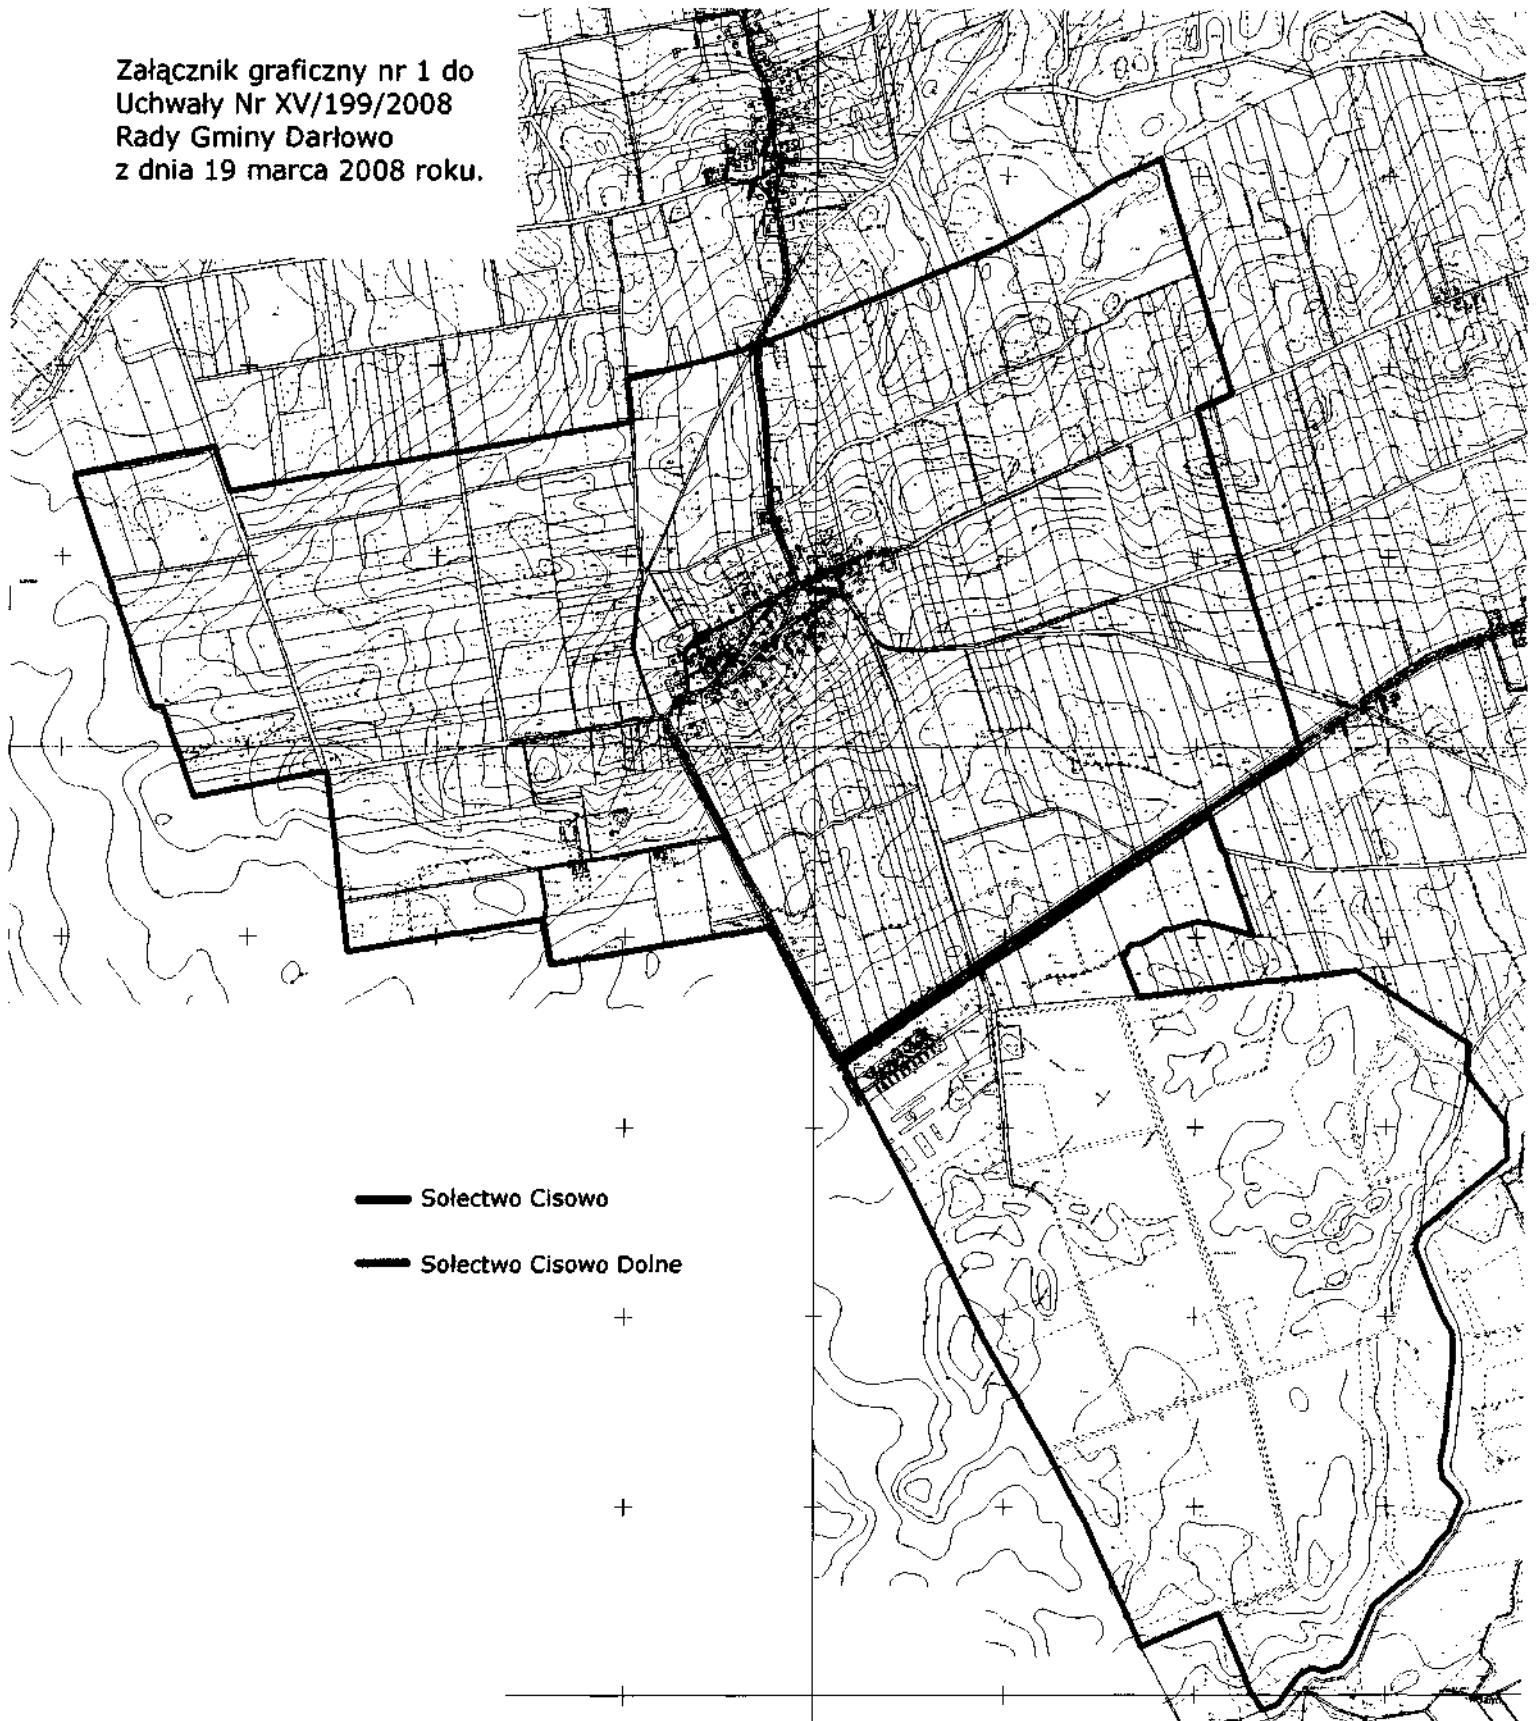 Załącznik graficzny nr 1 do
Uchwały Nr XV/199/2008
Rady Gminy Darłowo
z dnia 19 marca 2008 roku.
Sołectwo Cisowo
Sołectwo Cisowo Dolne